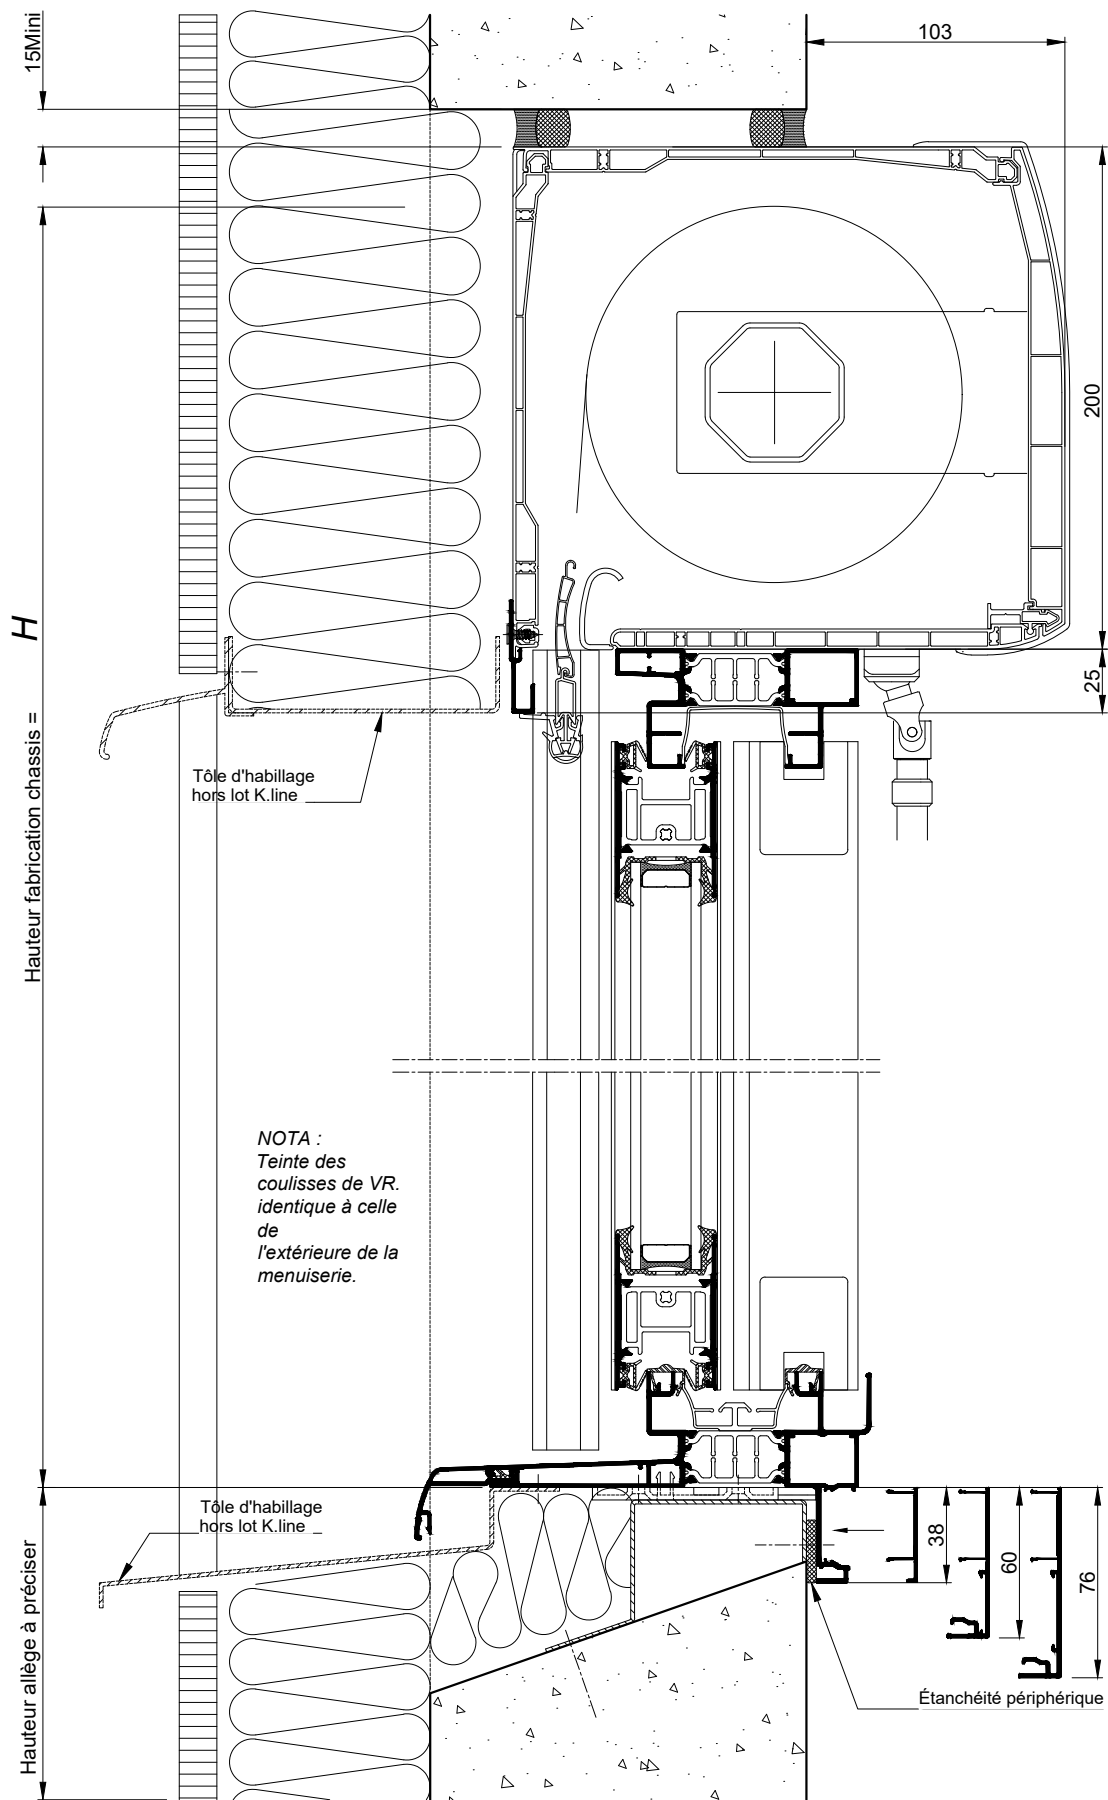 15Mini
103
200
H
Hauteur fabrication chassis =
25
Tôle d'habillage
hors lot K.line
NOTA :
Teinte des
coulisses de VR.
identique à celle
de
l'extérieure de la
menuiserie.
Tôle d'habillage
hors lot K.line
38
60
76
Hauteur allège à préciser
Étanchéité périphérique